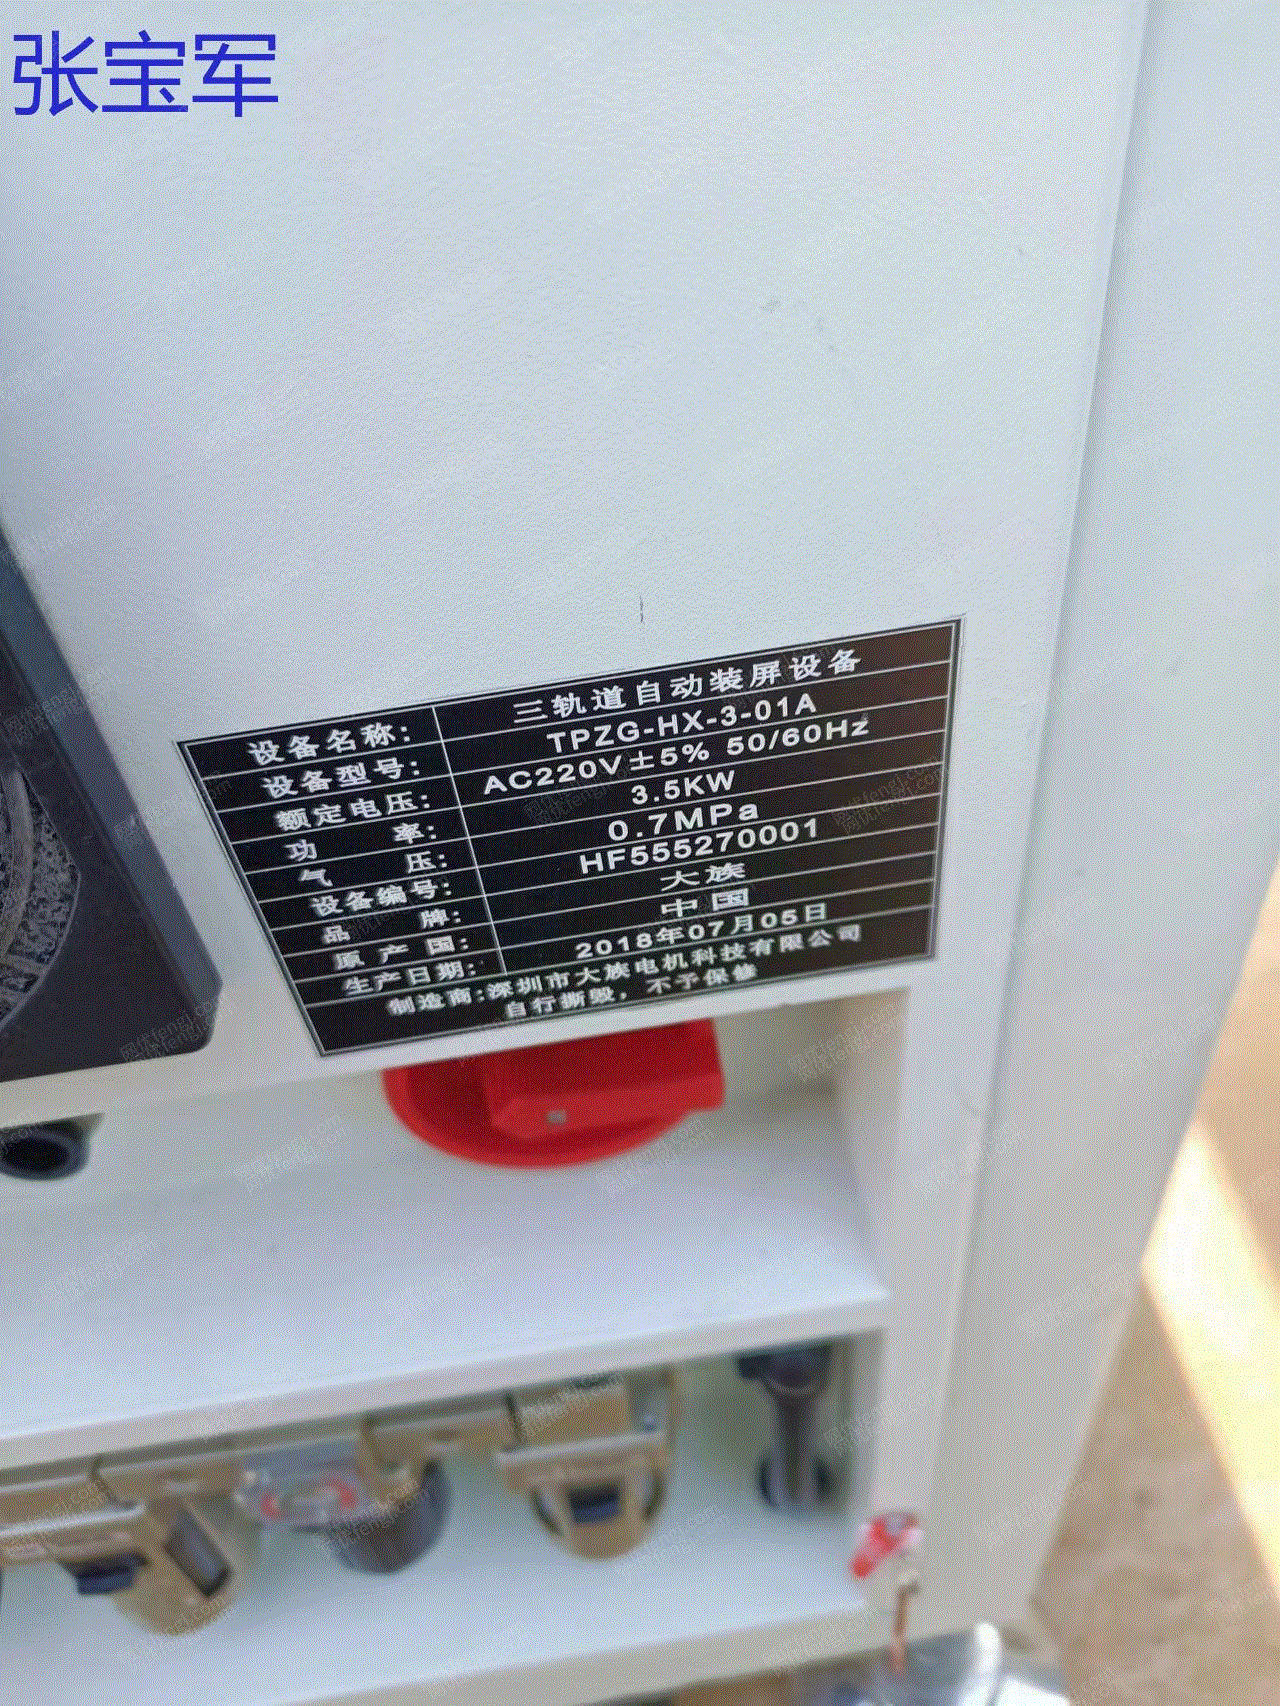 张宝军
设备名称: 三轨道自动装屏设备
设备型号: TPZG-HX-3-01A
额定电压: AC220V±5% 50/60Hz
功 率: 3.5KW
气 压: 0.7MPa
设备编号: HF555270001
品 牌: 大族
原 产 国: 中国
生产日期: 2018年07月05日
制造商:深圳市大族电机科技有限公司
自行撕毁，不予保修